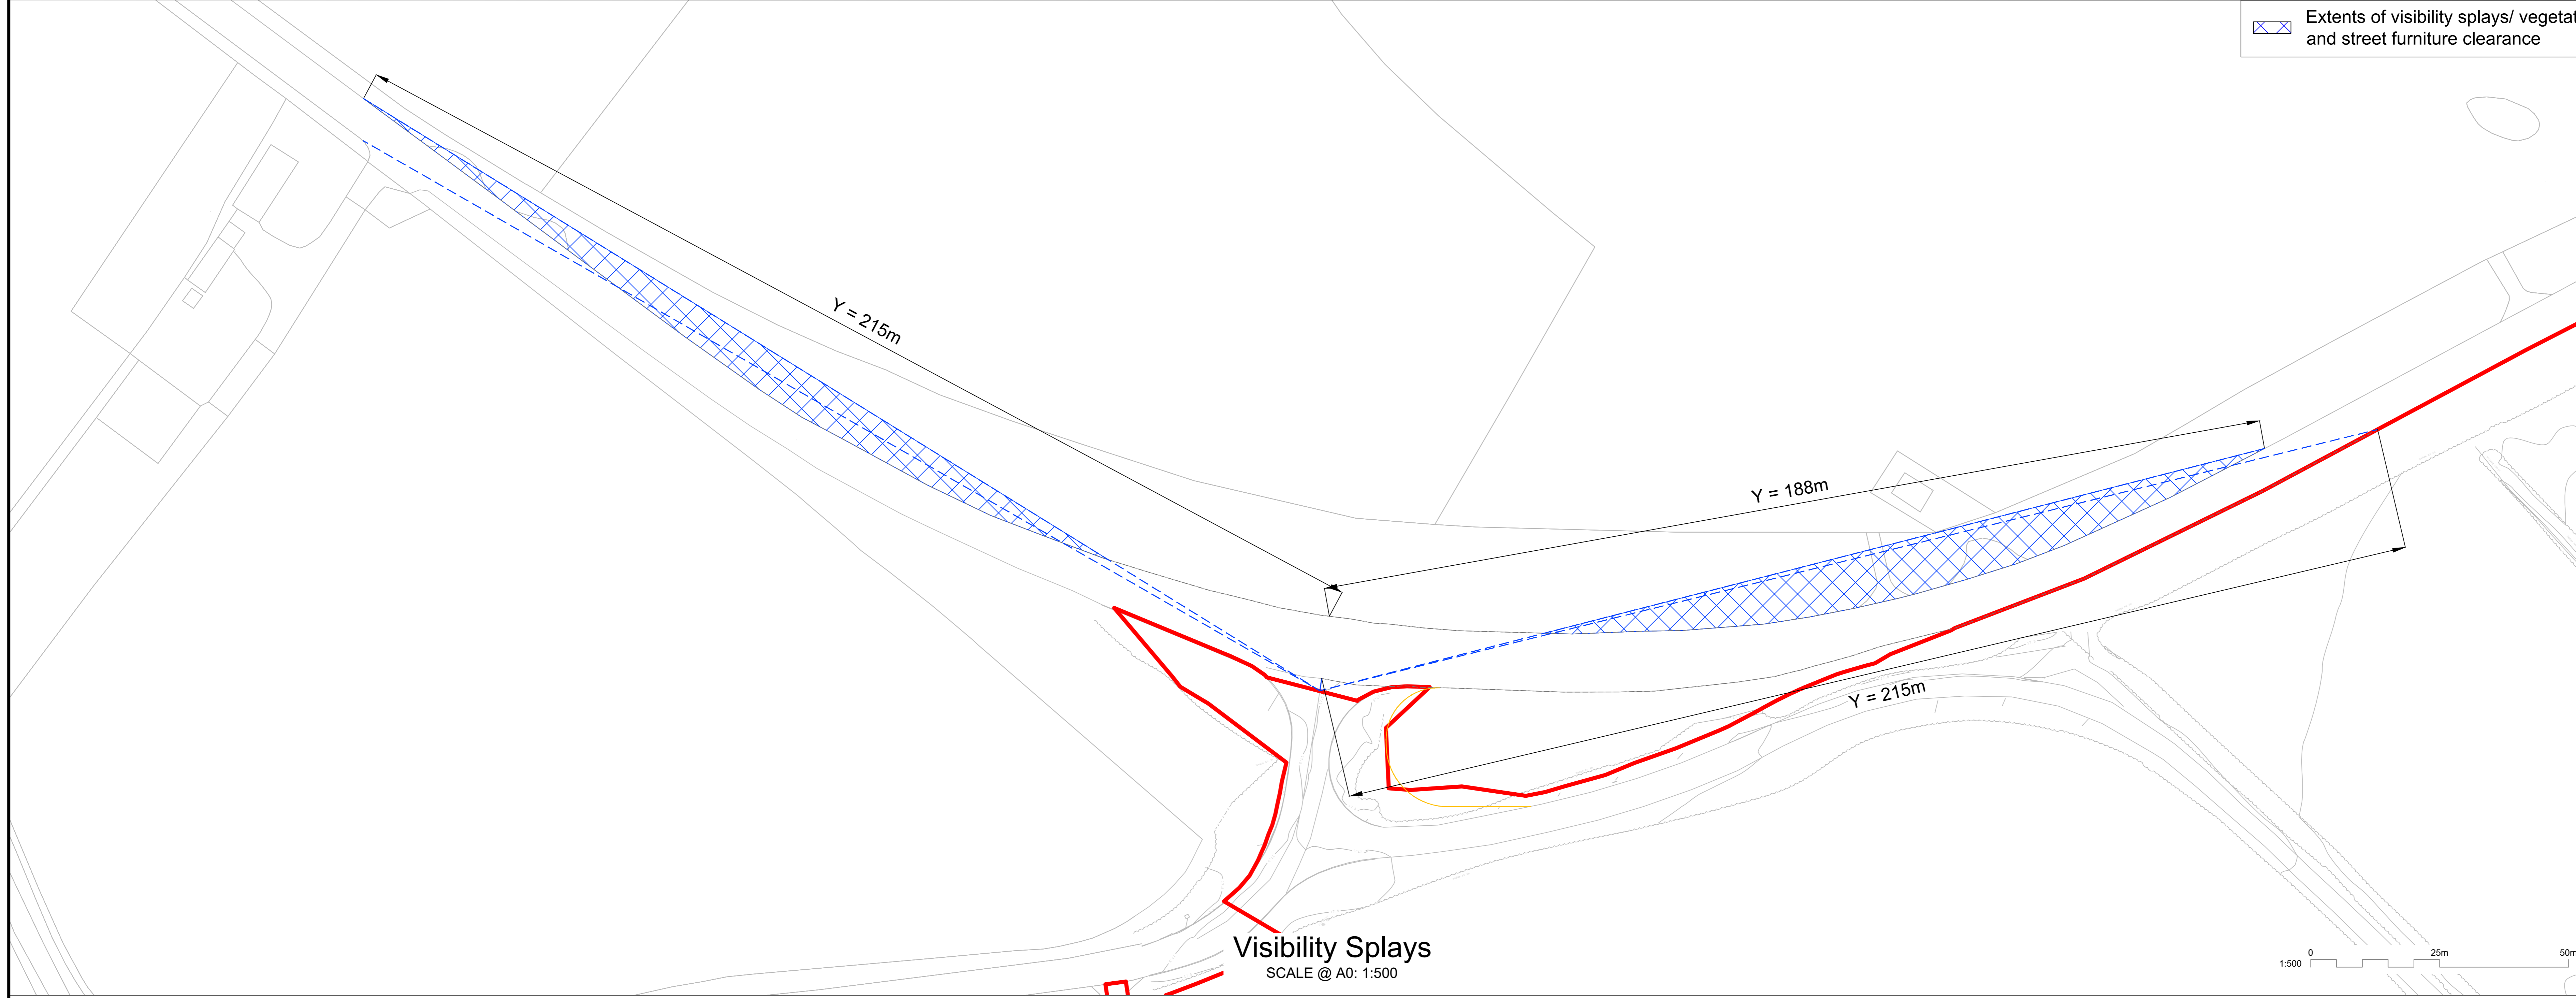 Extents of visibility splays/ vegetat
and street furniture clearance
Y = 215m
Y = 188m
Y = 215m
Visibility Splays
SCALE @ A0: 1:500
1:500
0
25m
50m